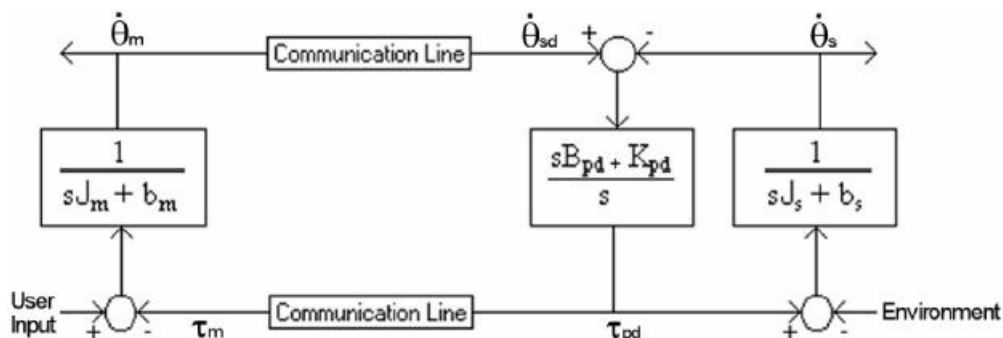 θ̇m
Communication Line
θ̇sd
+
-
θ̇s
1
sJm + bm
sBpd + Kpd
s
1
sJs + bs
User
Input
+
-
τm
Communication Line
τpd
+
-
Environment